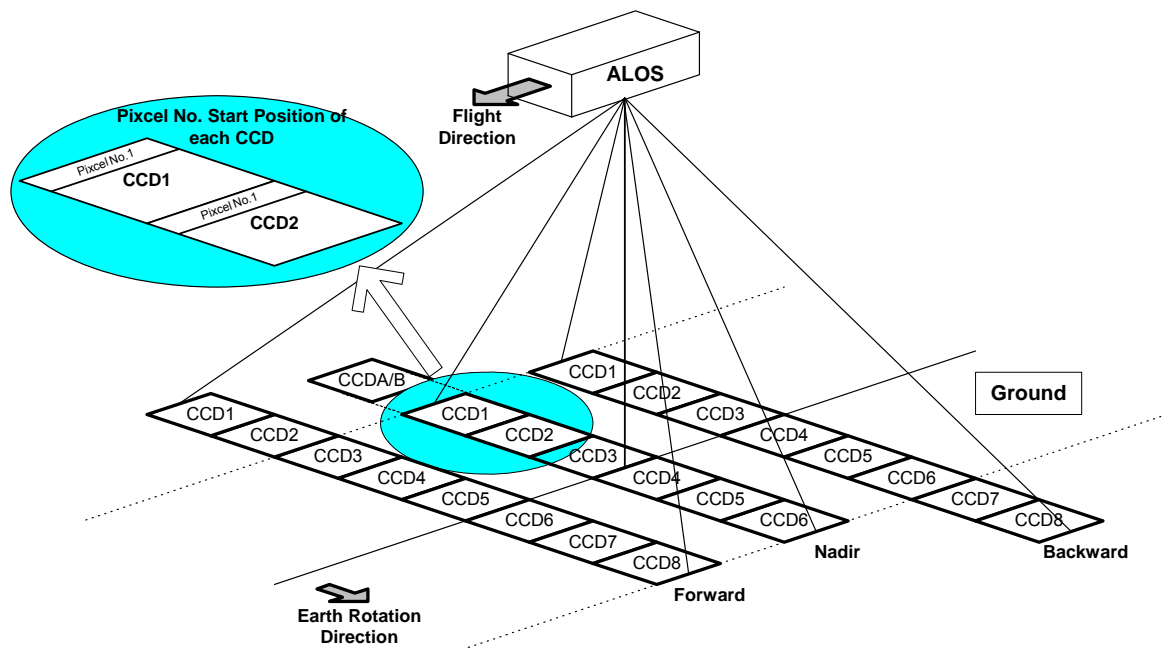 ALOS
Flight
Direction
Pixcel No. Start Position of
each CCD
Pixcel No.1
CCD1
Pixcel No.1
CCD2
CCDA/B
CCD1
CCD2
CCD3
CCD4
CCD5
CCD6
CCD7
CCD8
Forward
CCD1
CCD2
CCD3
CCD4
CCD5
CCD6
Nadir
CCD1
CCD2
CCD3
CCD4
CCD5
CCD6
CCD7
CCD8
Backward
Ground
Earth Rotation
Direction